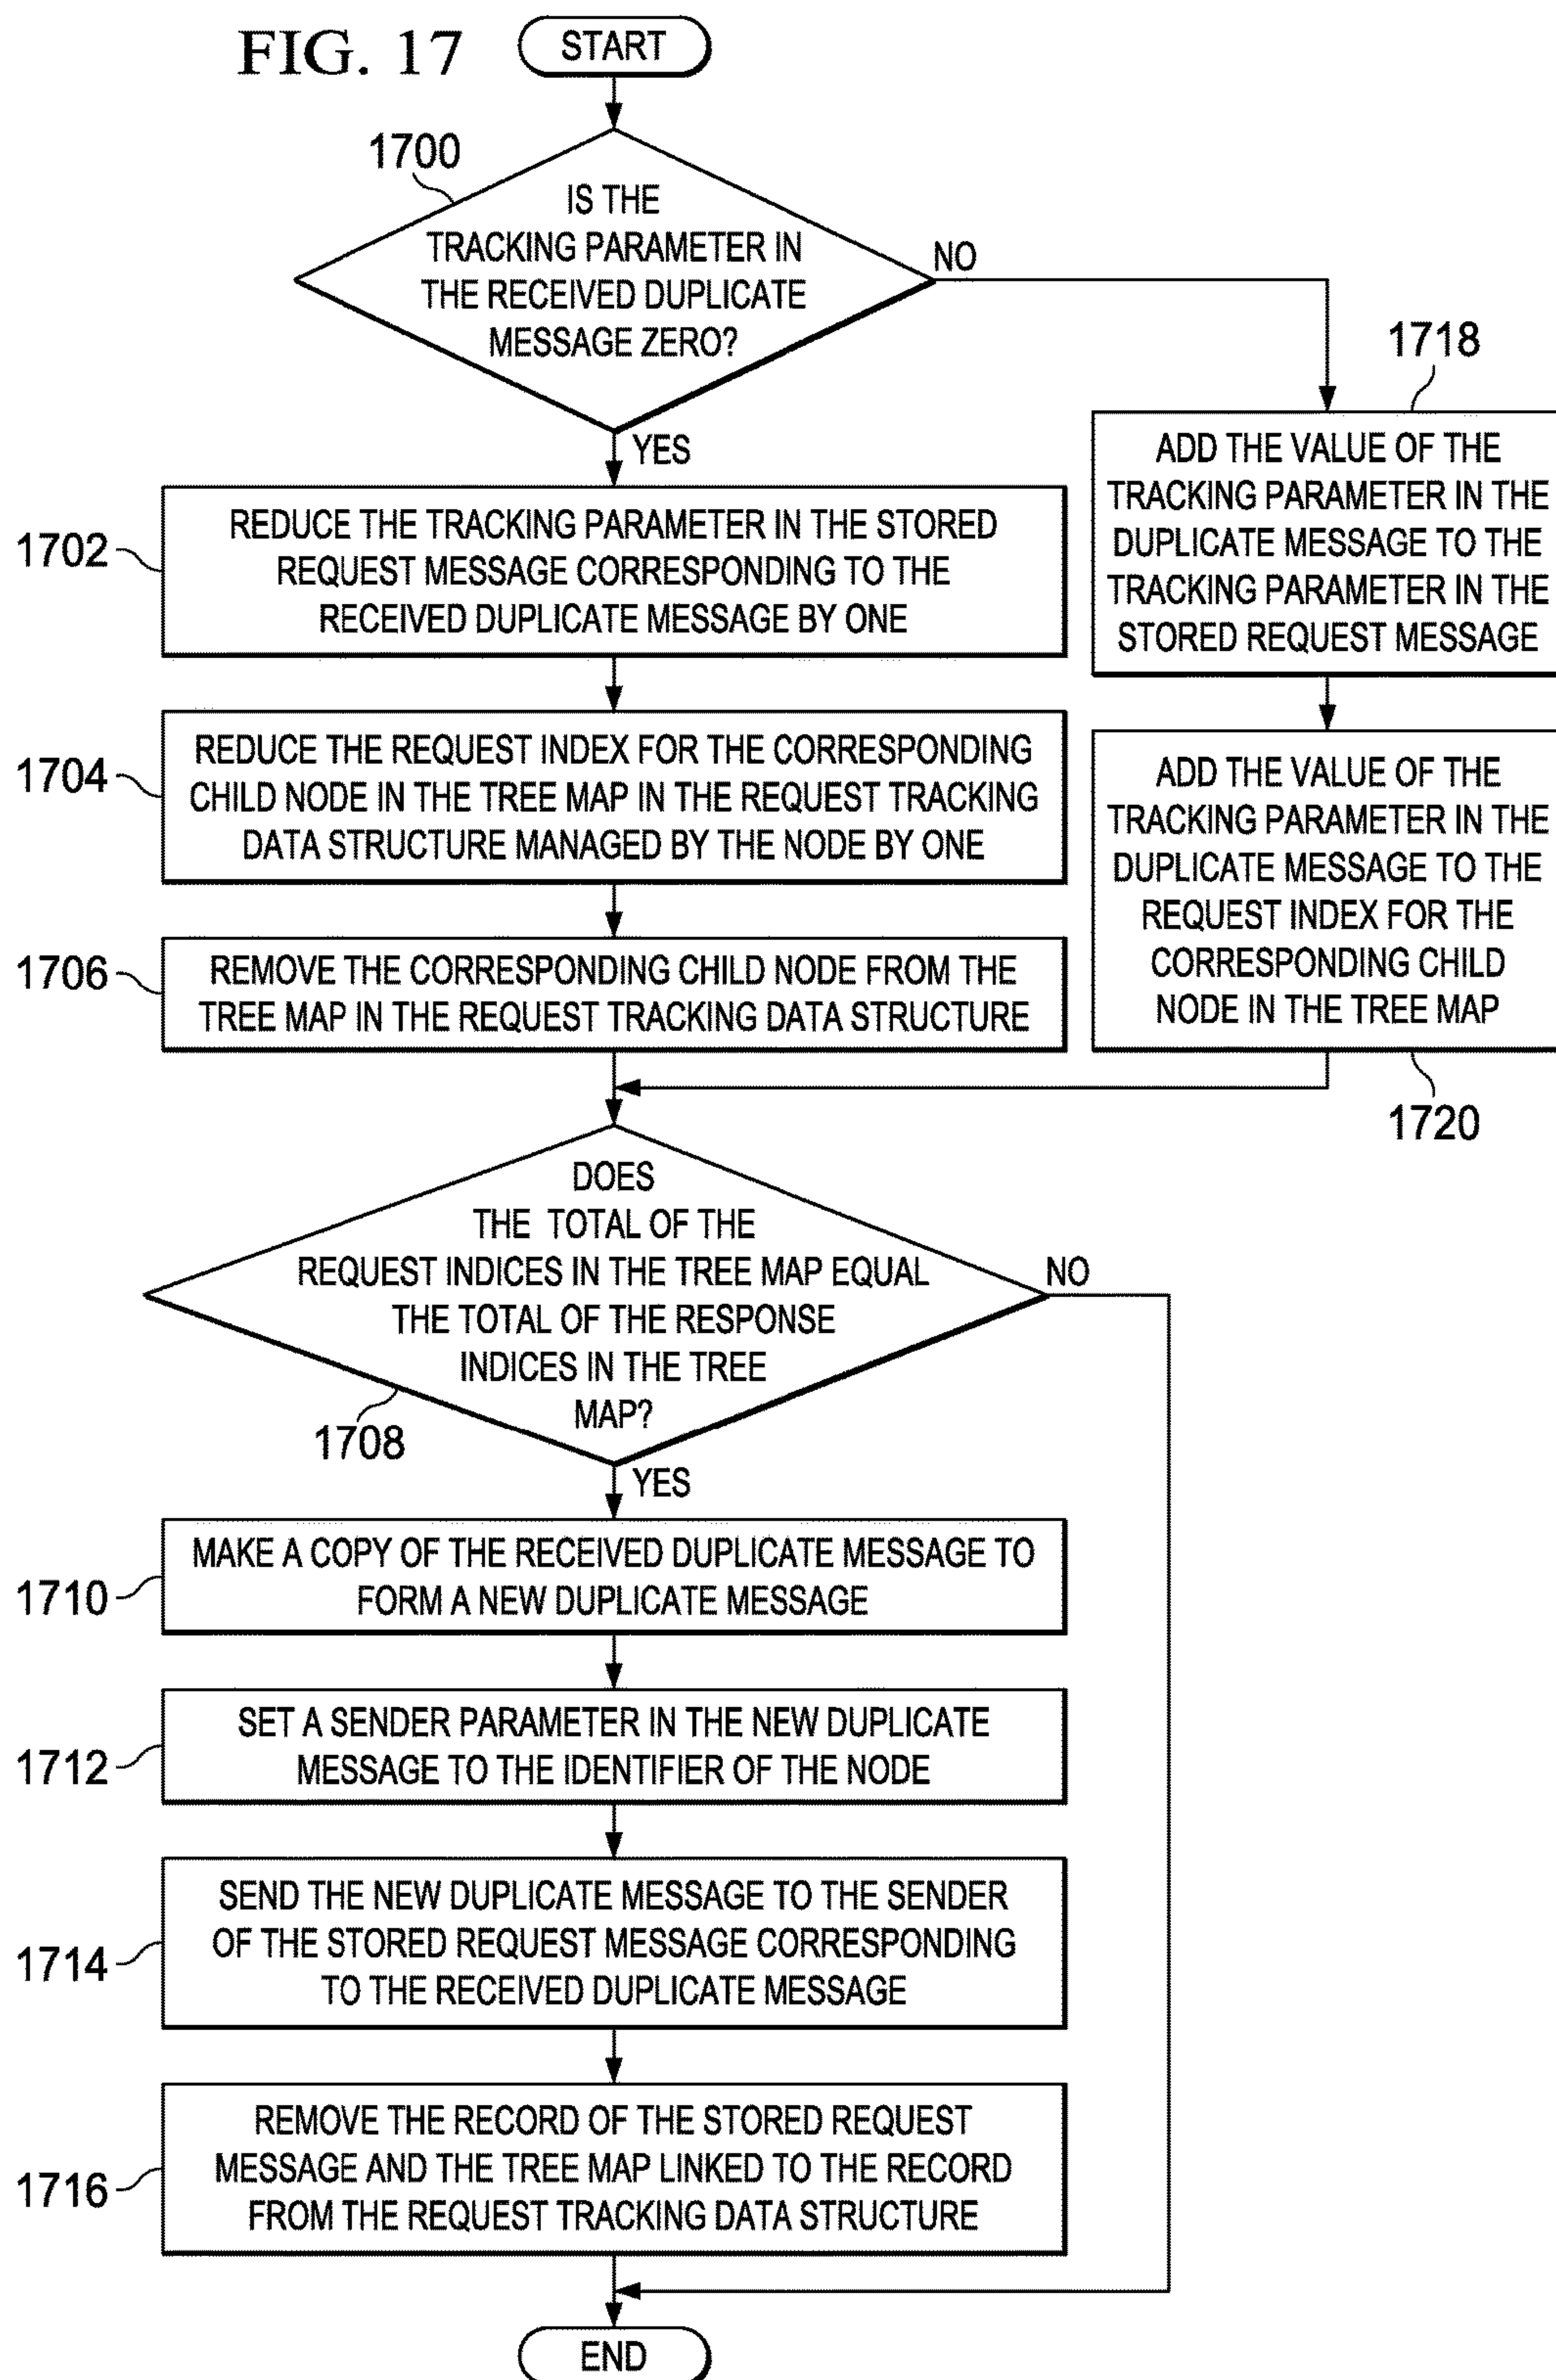 FIG. 17
START
1700
IS THE
TRACKING PARAMETER IN
THE RECEIVED DUPLICATE
MESSAGE ZERO?
NO
YES
1718
ADD THE VALUE OF THE
TRACKING PARAMETER IN THE
DUPLICATE MESSAGE TO THE
TRACKING PARAMETER IN THE
STORED REQUEST MESSAGE
1702
REDUCE THE TRACKING PARAMETER IN THE STORED
REQUEST MESSAGE CORRESPONDING TO THE
RECEIVED DUPLICATE MESSAGE BY ONE
1704
REDUCE THE REQUEST INDEX FOR THE CORRESPONDING
CHILD NODE IN THE TREE MAP IN THE REQUEST TRACKING
DATA STRUCTURE MANAGED BY THE NODE BY ONE
ADD THE VALUE OF THE
TRACKING PARAMETER IN THE
DUPLICATE MESSAGE TO THE
REQUEST INDEX FOR THE
CORRESPONDING CHILD
NODE IN THE TREE MAP
1720
1706
REMOVE THE CORRESPONDING CHILD NODE FROM THE
TREE MAP IN THE REQUEST TRACKING DATA STRUCTURE
DOES
THE TOTAL OF THE
REQUEST INDICES IN THE TREE MAP EQUAL
THE TOTAL OF THE RESPONSE
INDICES IN THE TREE
MAP?
NO
1708
YES
1710
MAKE A COPY OF THE RECEIVED DUPLICATE MESSAGE TO
FORM A NEW DUPLICATE MESSAGE
1712
SET A SENDER PARAMETER IN THE NEW DUPLICATE
MESSAGE TO THE IDENTIFIER OF THE NODE
1714
SEND THE NEW DUPLICATE MESSAGE TO THE SENDER
OF THE STORED REQUEST MESSAGE CORRESPONDING
TO THE RECEIVED DUPLICATE MESSAGE
1716
REMOVE THE RECORD OF THE STORED REQUEST
MESSAGE AND THE TREE MAP LINKED TO THE RECORD
FROM THE REQUEST TRACKING DATA STRUCTURE
END